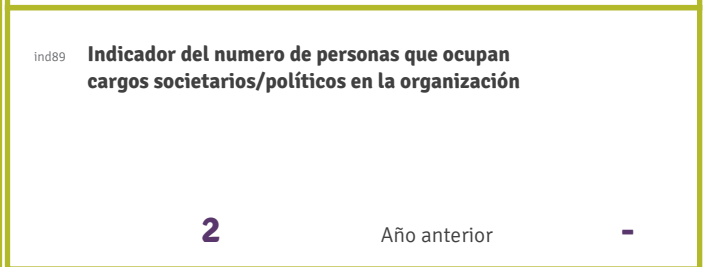 ind89 Indicador del numero de personas que ocupan
cargos societarios/políticos en la organización
2 Año anterior -